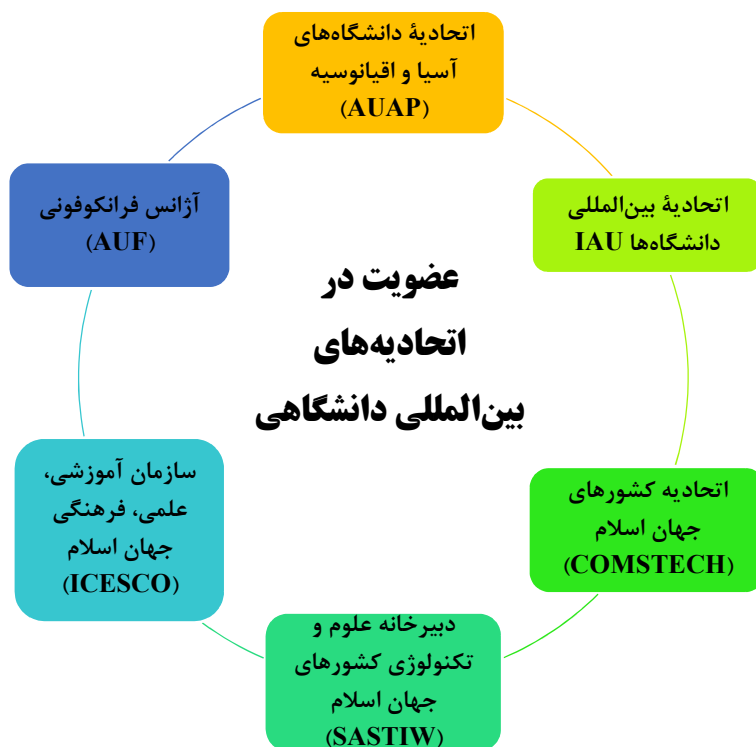 اتحادیهٔ دانشگاه‌های
آسیا و اقیانوسیه
(AUAP)
اتحادیهٔ بین‌المللی
دانشگاه‌ها IAU
اتحادیه کشورهای
جهان اسلام
(COMSTECH)
دبیرخانه علوم و
تکنولوژی کشورهای
جهان اسلام
(SASTIW)
سازمان آموزشی،
علمی، فرهنگی
جهان اسلام
(ICESCO)
آژانس فرانکوفونی
(AUF)
عضویت در
اتحادیه‌های
بین‌المللی دانشگاهی